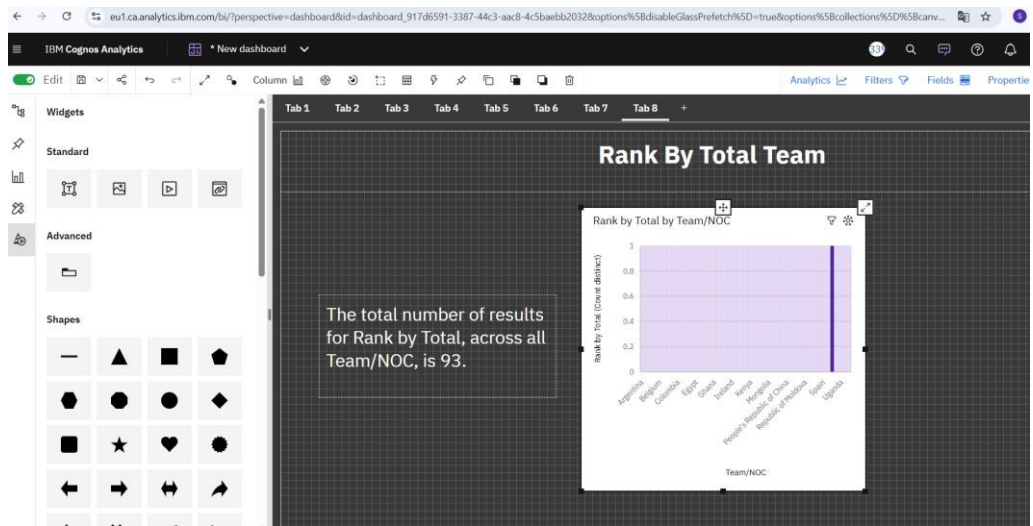 eu1.ca.analytics.ibm.com/bi/?perspective=dashboard&id=dashboard_917d6591-3387-44c3-aac8-4c5baebb2032&options%5BdisableGlassPrefetch%5D=true&options%5Bcollections%5D%5Bcanv...
S
IBM Cognos Analytics
* New dashboard
Edit
Column
Analytics
Filters
Fields
Properties
Widgets
Tab 1 Tab 2 Tab 3 Tab 4 Tab 5 Tab 6 Tab 7 Tab 8 +
Standard
Rank By Total Team
Advanced
Shapes
The total number of results
for Rank by Total, across all
Team/NOC, is 93.
Rank by Total by Team/NOC
Rank by Total (Count distinct)
1
0.8
0.6
0.4
0.2
0
Argentina
Belgium
Colombia
Egypt
Ghana
Ireland
Kenya
Mongolia
People's Republic of China
Republic of Moldova
Spain
Uganda
Team/NOC